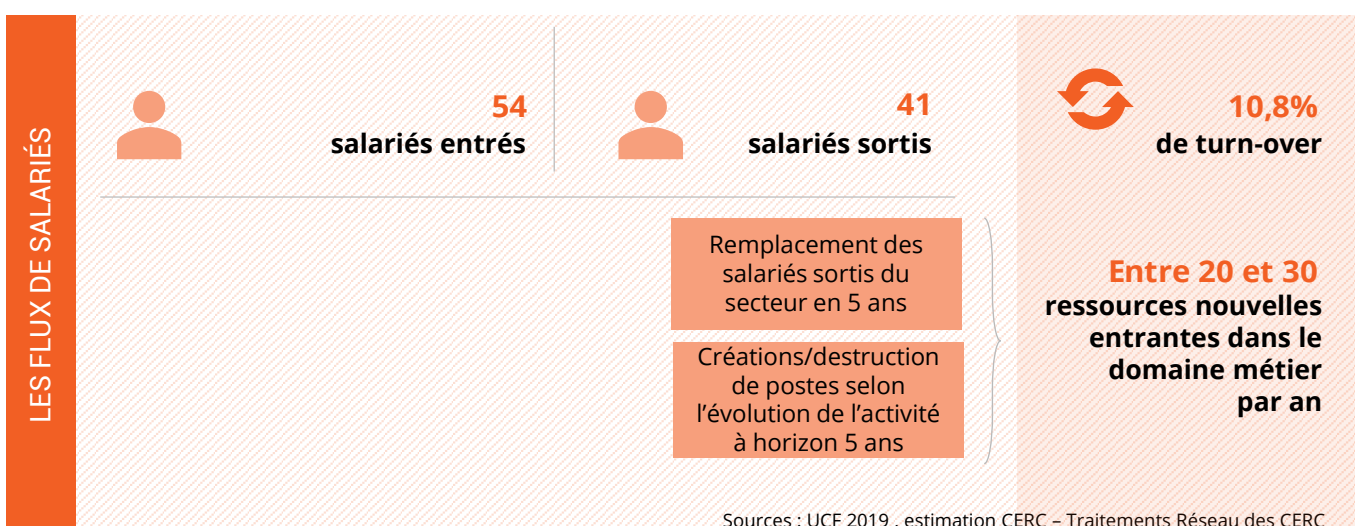 LES FLUX DE SALARIÉS
54
salariés entrés
41
salariés sortis
10,8%
de turn-over
Remplacement des
salariés sortis du
secteur en 5 ans
Créations/destruction
de postes selon
l'évolution de l'activité
à horizon 5 ans
Entre 20 et 30
ressources nouvelles
entrantes dans le
domaine métier
par an
Sources : UCF 2019 , estimation CERC – Traitements Réseau des CERC